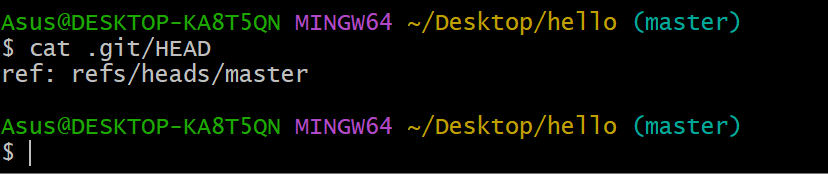 Asus@DESKTOP-KA8T5QN MINGW64 ~/Desktop/hello (master)
$ cat .git/HEAD
ref: refs/heads/master
Asus@DESKTOP-KA8T5QN MINGW64 ~/Desktop/hello (master)
$